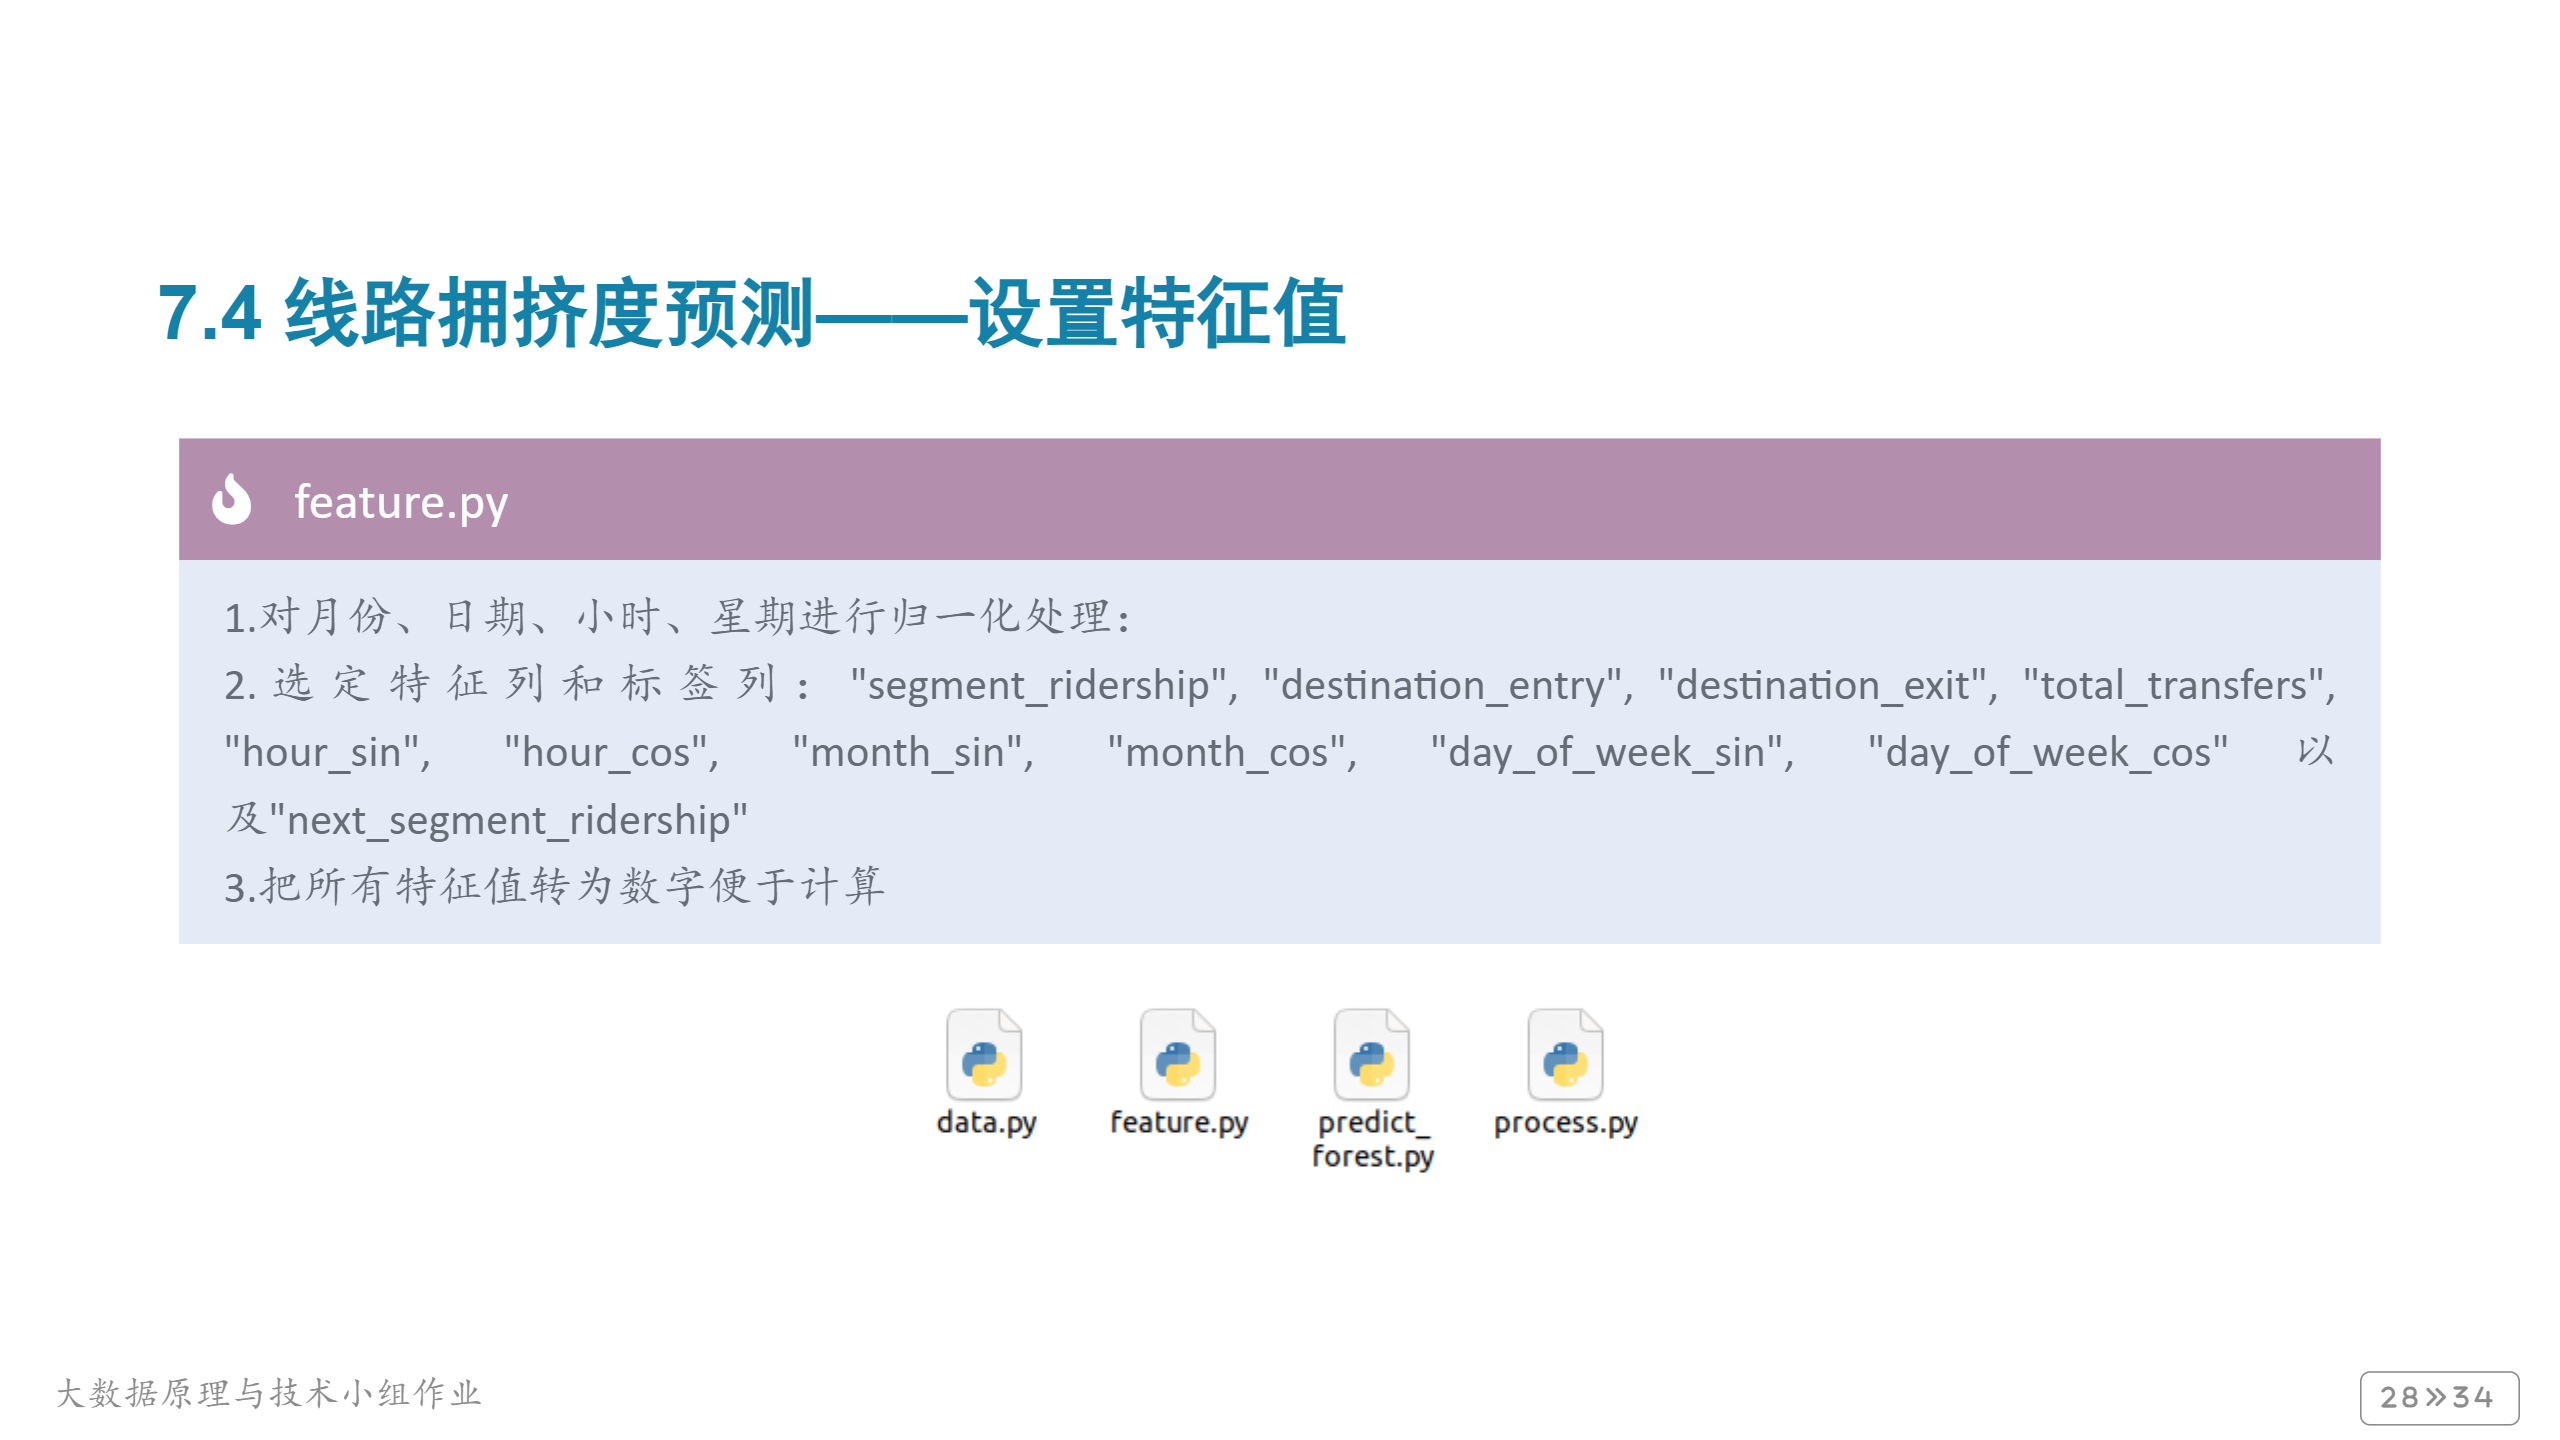 7.4 线路拥挤度预测——设置特征值
feature.py
1.对月份、日期、小时、星期进行归一化处理：
2.选定特征列和标签列："segment_ridership", "destination_entry", "destination_exit", "total_transfers",
"hour_sin", "hour_cos", "month_sin", "month_cos", "day_of_week_sin", "day_of_week_cos" 以
及"next_segment_ridership"
3.把所有特征值转为数字便于计算
data.py
feature.py
predict_
forest.py
process.py
大数据原理与技术小组作业
28»34